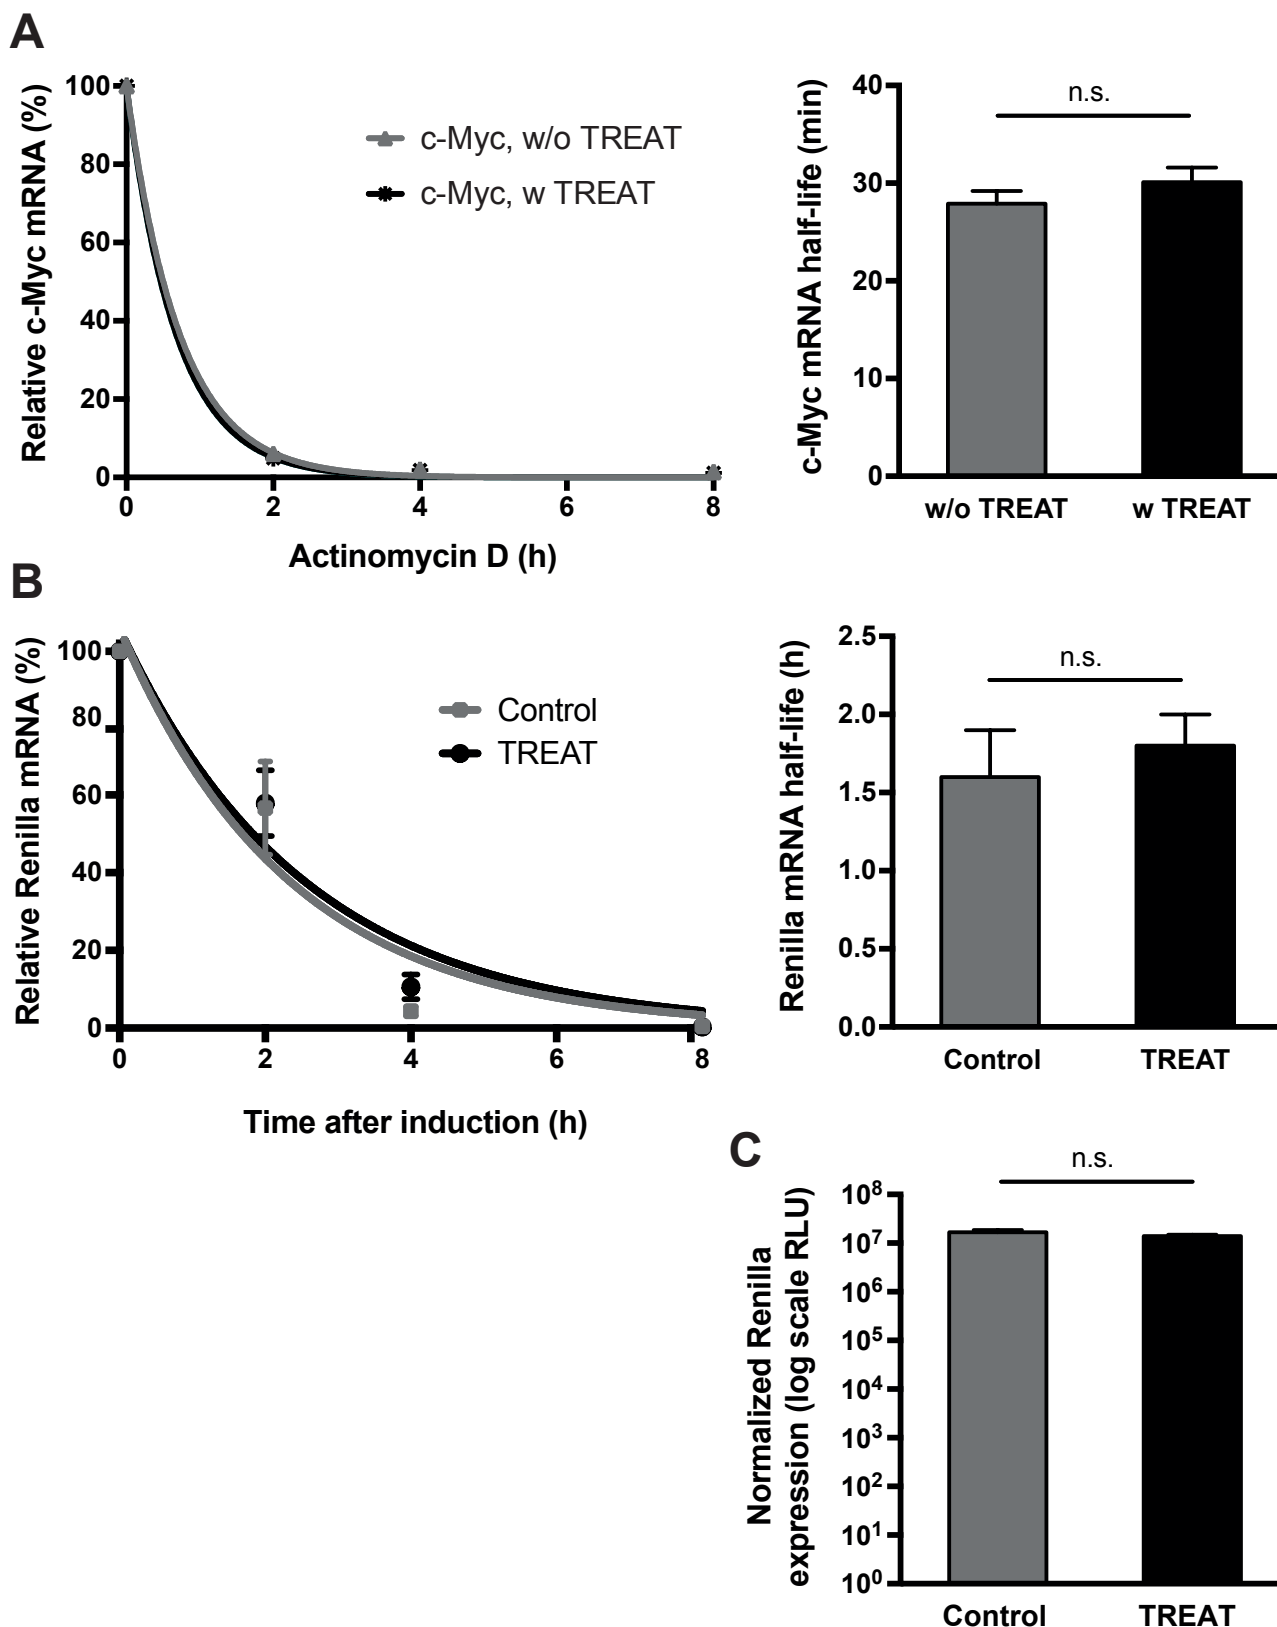 A
Relative c-Myc mRNA (%)
100
80
60
40
20
0
0 2 4 6 8
Actinomycin D (h)
c-Myc, w/o TREAT
c-Myc, w TREAT
c-Myc mRNA half-life (min)
40
30
20
10
0
n.s.
w/o TREAT w TREAT
B
Relative Renilla mRNA (%)
100
80
60
40
20
0
0 2 4 6 8
Time after induction (h)
Control
TREAT
Renilla mRNA half-life (h)
2.5
2.0
1.5
1.0
0.5
0.0
n.s.
Control TREAT
C
Normalized Renilla
expression (log scale RLU)
10⁸
10⁷
10⁶
10⁵
10⁴
10³
10²
10¹
10⁰
n.s.
Control TREAT